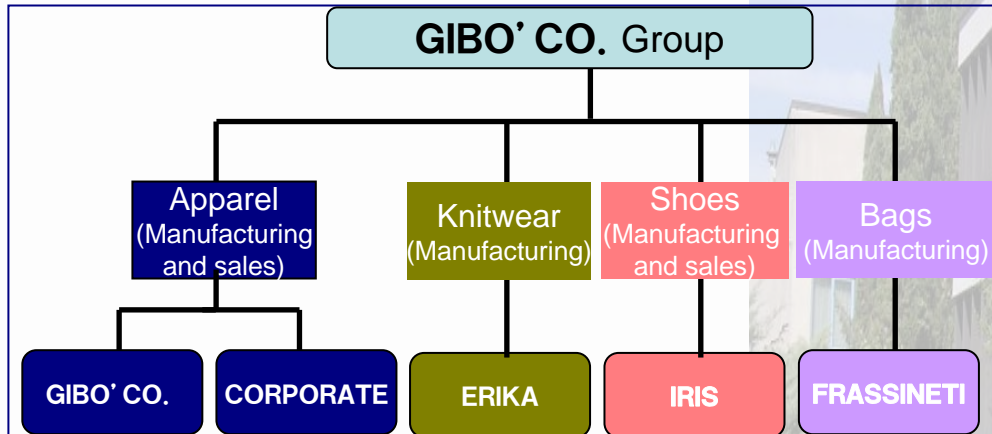 GIBO' CO. Group
Apparel
(Manufacturing
and sales)
Knitwear
(Manufacturing)
Shoes
(Manufacturing
and sales)
Bags
(Manufacturing)
GIBO' CO.
CORPORATE
ERIKA
IRIS
FRASSINETI